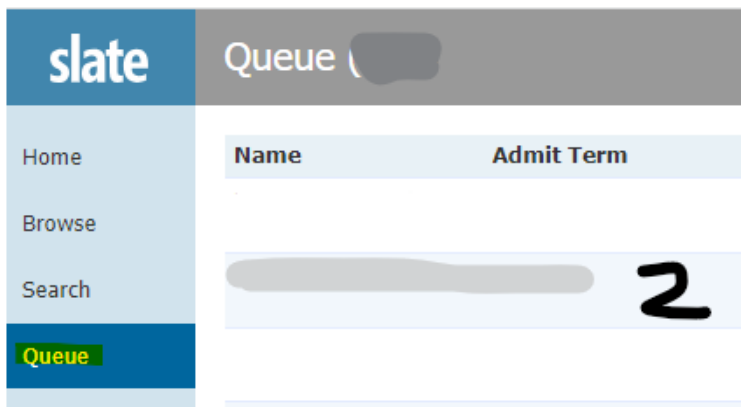 slate
Queue (
Home
Browse
Search
Queue
Name Admit Term
2